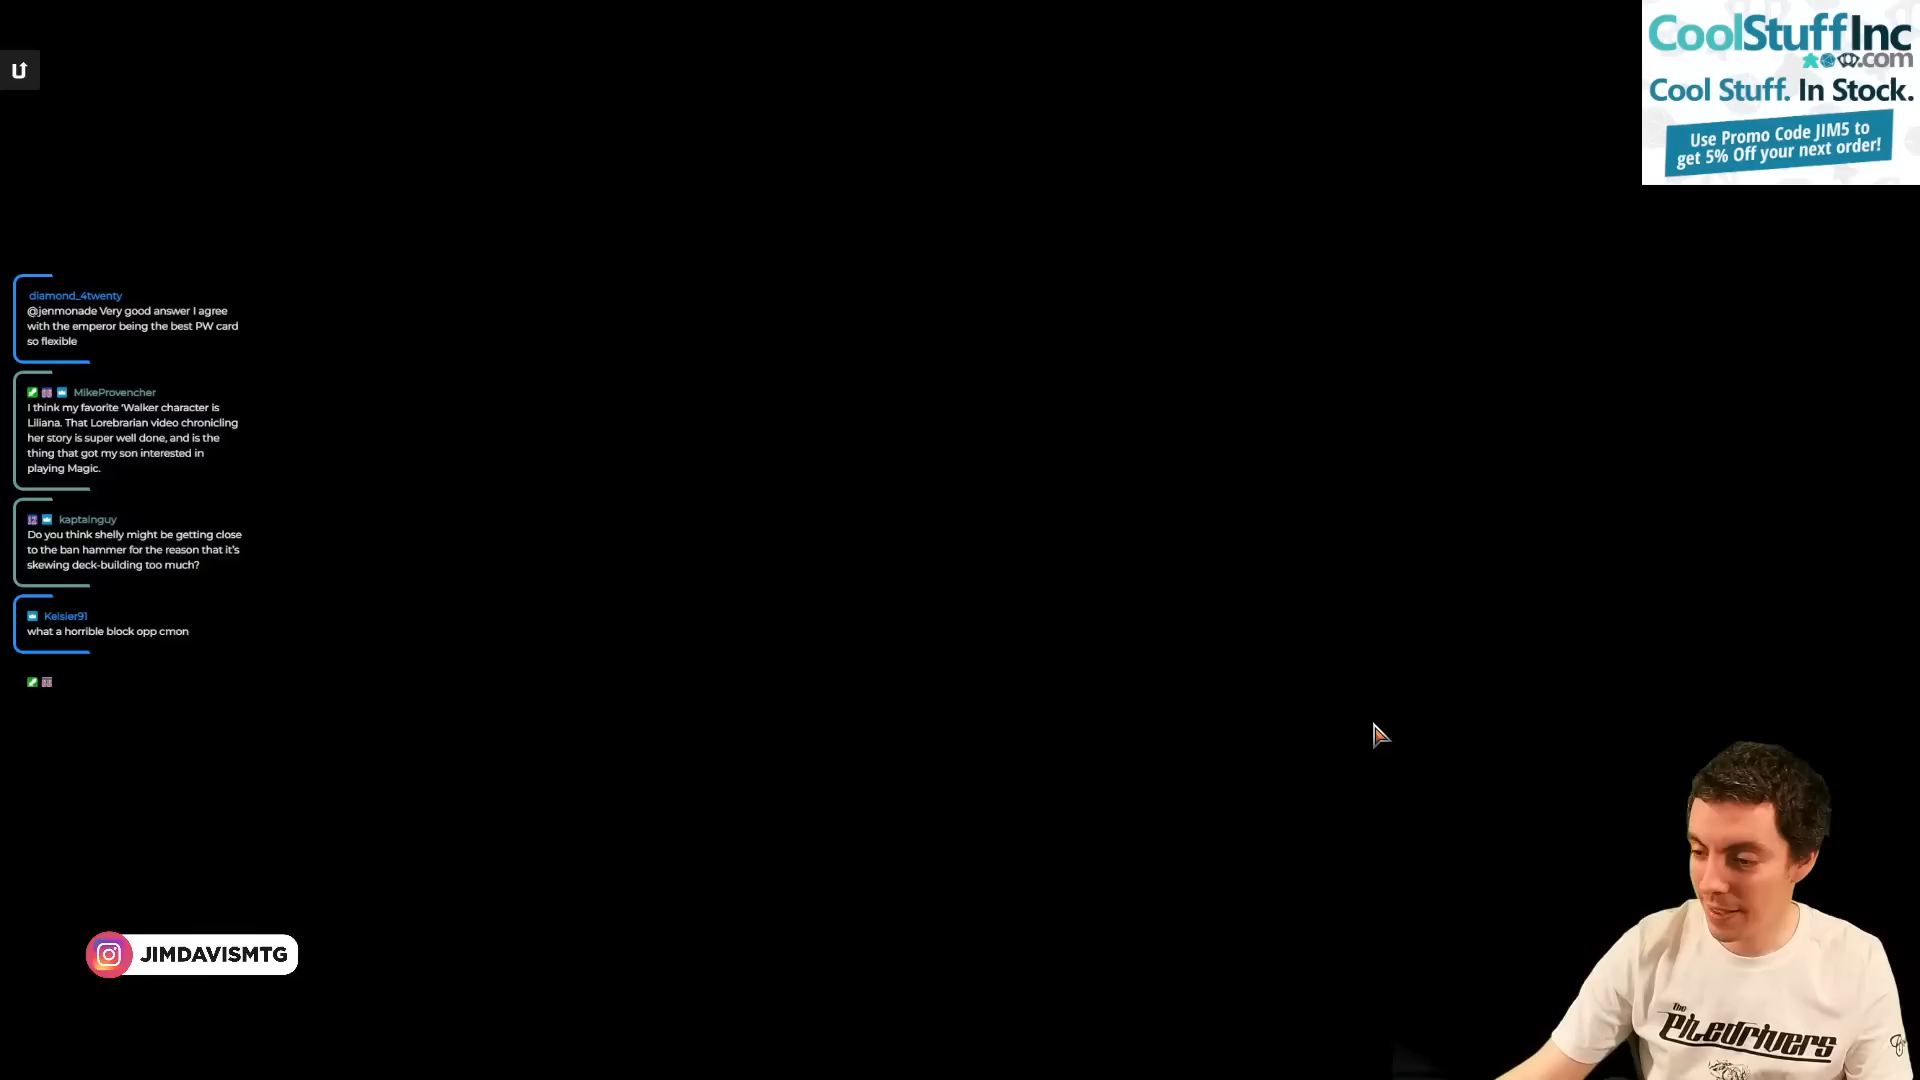 CoolStuffInc
.com
Cool Stuff. In Stock.
Use Promo Code JIM5 to
get 5% Off your next order!
diamond_4twenty
@jenmonade Very good answer I agree
with the emperor being the best PW card
so flexible
MikeProvencher
I think my favorite 'Walker character is
Liliana. That Lorebrarian video chronicling
her story is super well done, and is the
thing that got my son interested in
playing Magic.
kaptainguy
Do you think shelly might be getting close
to the ban hammer for the reason that it's
skewing deck-building too much?
Kelsier91
what a horrible block opp cmon
JIMDAVISMTG
The
Piledrivers